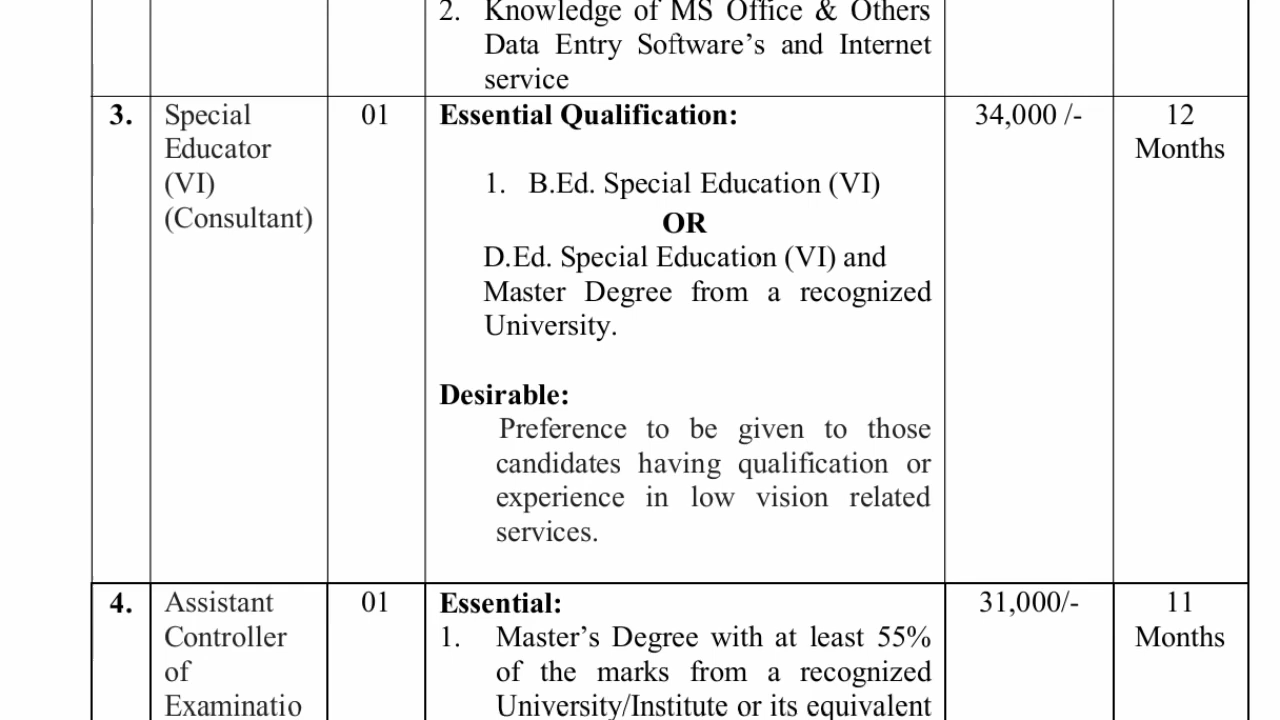 2. Knowledge of MS Office & Others
Data Entry Software's and Internet
service
3. Special Educator (VI) (Consultant)
01
Essential Qualification:
1. B.Ed. Special Education (VI)
OR
D.Ed. Special Education (VI) and
Master Degree from a recognized
University.
Desirable:
Preference to be given to those
candidates having qualification or
experience in low vision related
services.
34,000 /-
12
Months
4. Assistant
Controller
of
Examinatio
01
Essential:
1. Master's Degree with at least 55%
of the marks from a recognized
University/Institute or its equivalent
31,000/-
11
Months